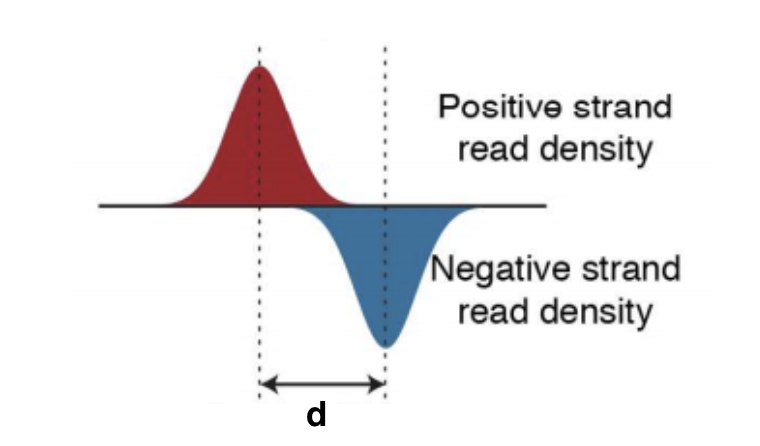 Positive strand
read density
Negative strand
read density
d